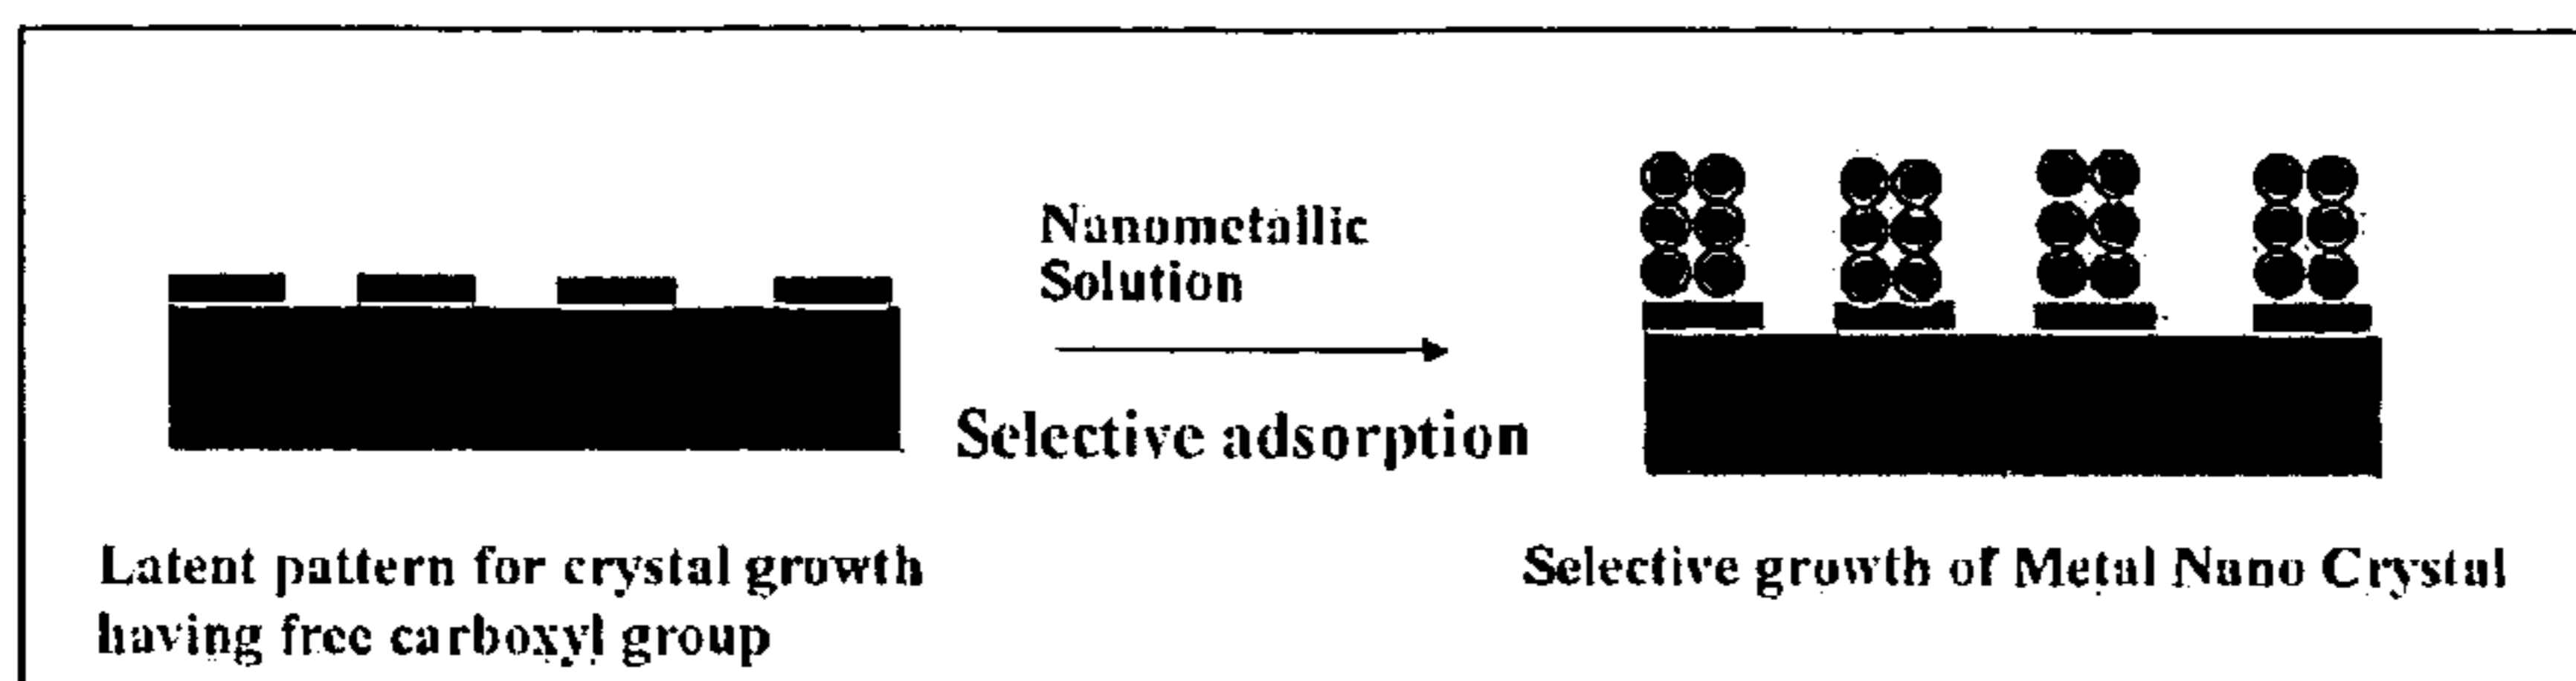 Nanometallic
Solution
Selective adsorption
Latent pattern for crystal growth
having free carboxyl group
Selective growth of Metal Nano Crystal